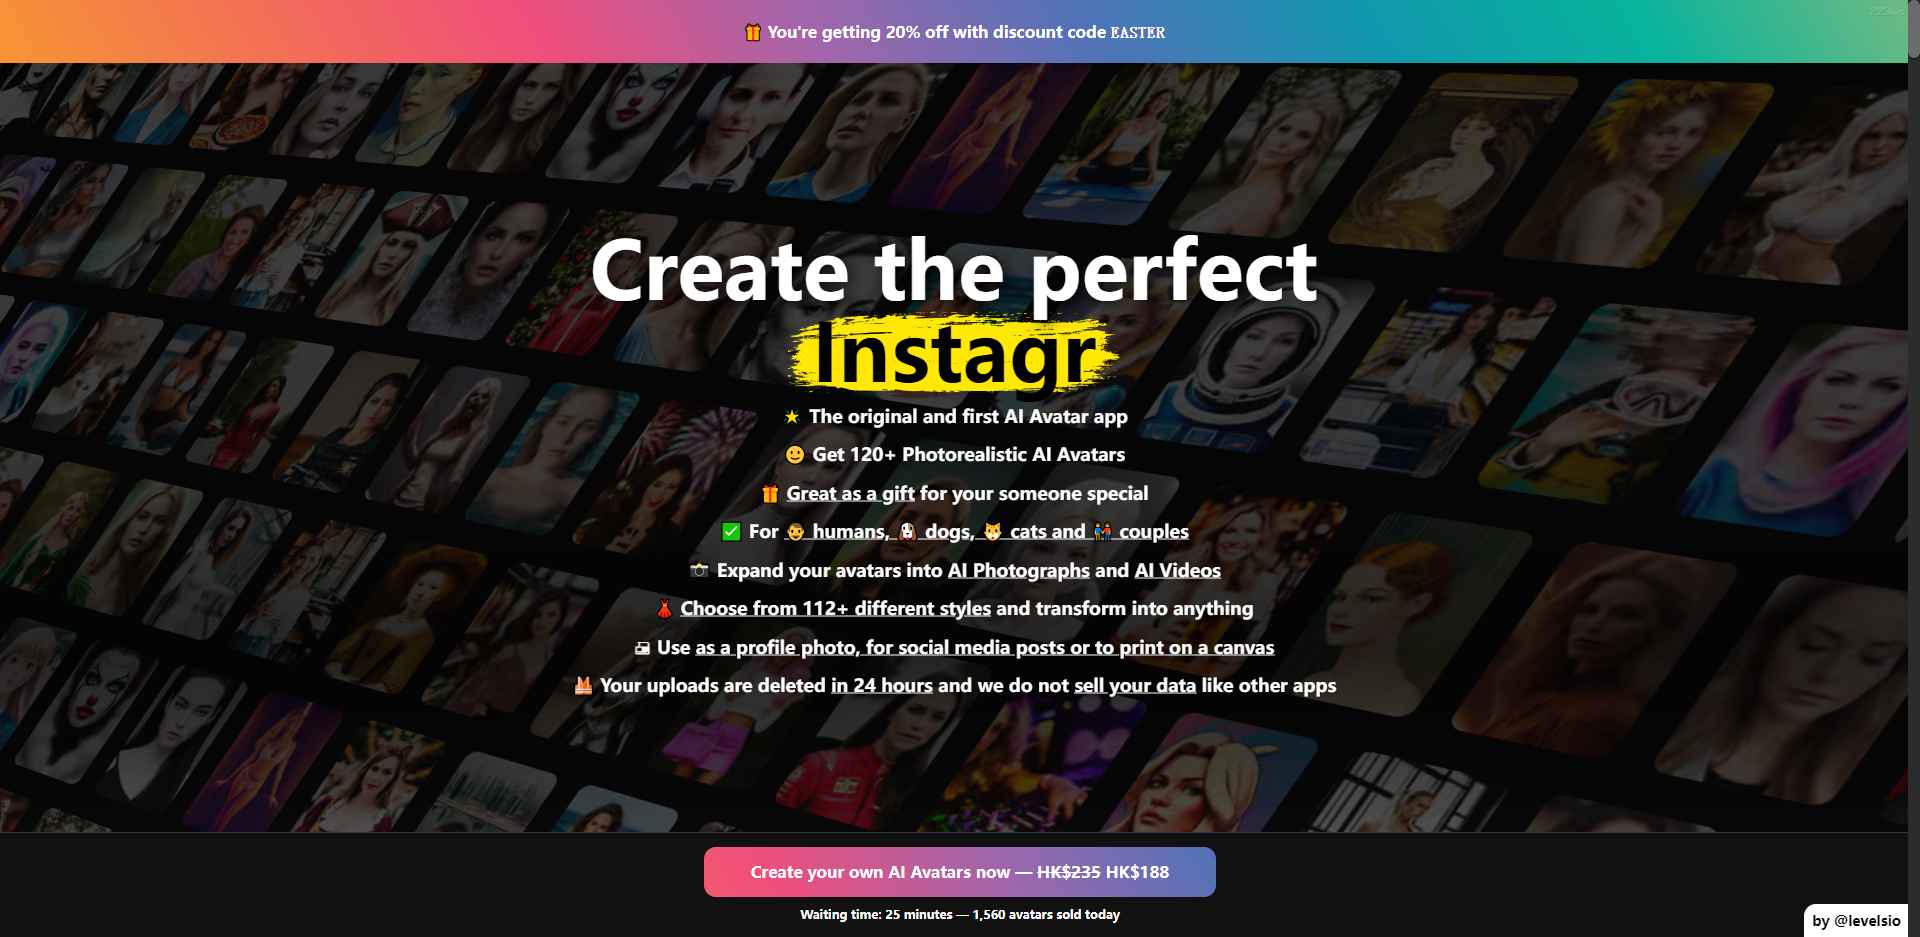 🎁 You're getting 20% off with discount code EASTER
Create the perfect
Instagr
⭐ The original and first AI Avatar app
🙂 Get 120+ Photorealistic AI Avatars
🎁 Great as a gift for your someone special
✅ For 👨 humans, 🐶 dogs, 🐱 cats and 👫 couples
📸 Expand your avatars into AI Photographs and AI Videos
💃 Choose from 112+ different styles and transform into anything
🖼 Use as a profile photo, for social media posts or to print on a canvas
🙌 Your uploads are deleted in 24 hours and we do not sell your data like other apps
Create your own AI Avatars now — HK$235 HK$188
Waiting time: 25 minutes — 1,560 avatars sold today
by @levelsio